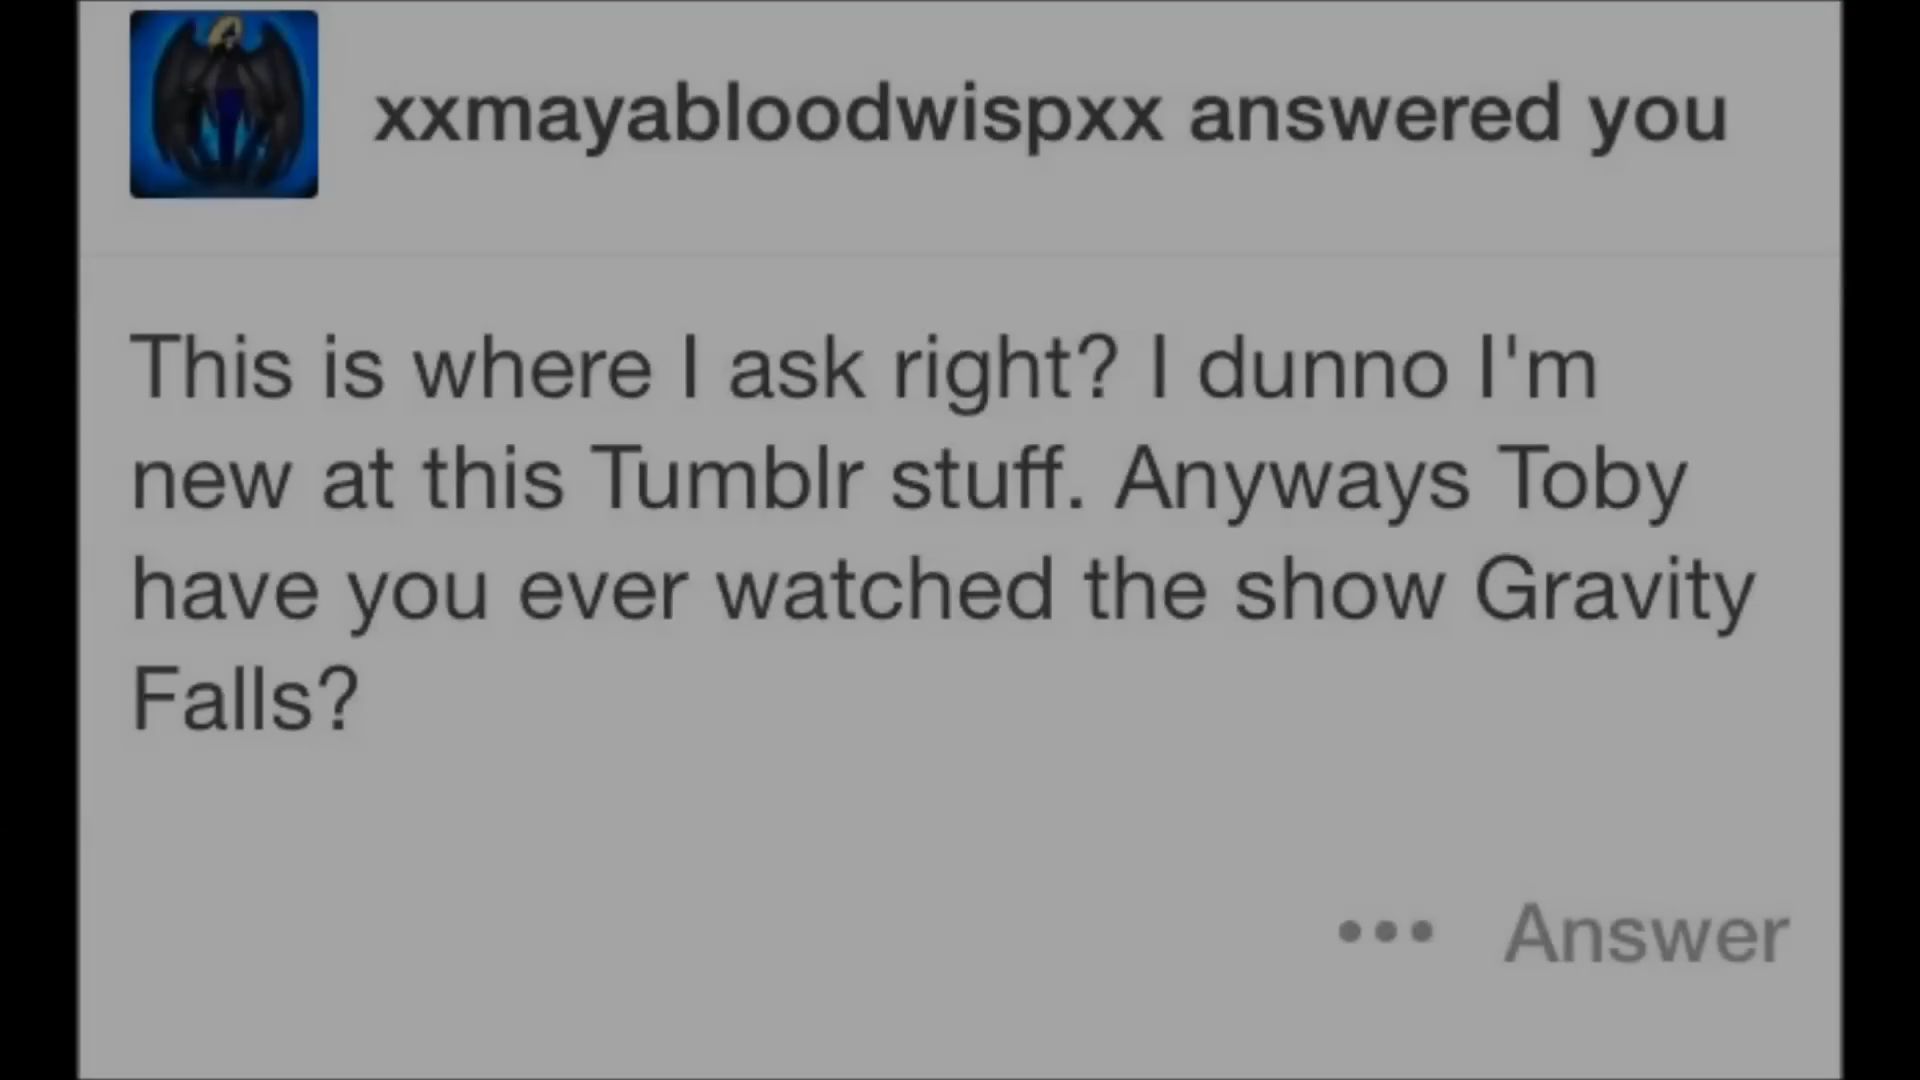 xxmayabloodwispxx answered you
This is where I ask right? I dunno I'm
new at this Tumblr stuff. Anyways Toby
have you ever watched the show Gravity
Falls?
••• Answer